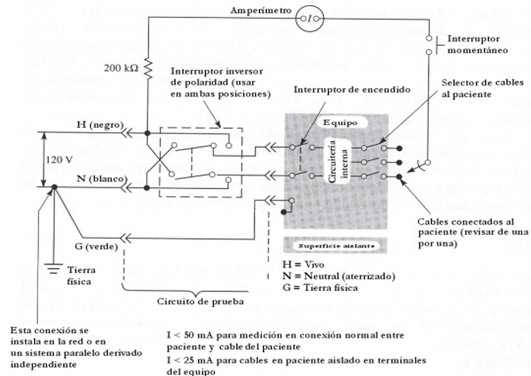 Amperímetro
I
Interruptor
momentáneo
200 kΩ
Interruptor inversor
de polaridad (usar
en ambas posiciones)
Interruptor de encendido
Selector de cables
al paciente
Equipo
H (negro)
Circuitería
interna
120 V
N (blanco)
Cables conectados al
paciente (revisar de una
por una)
G (verde)
Superficie aislante
H = Vivo
N = Neutral (aterrizado)
G = Tierra física
Tierra
física
Circuito de prueba
Esta conexión se
instala en la red o en
un sistema paralelo derivado
independiente
I < 50 mA para medición en conexión normal entre
paciente y cable del paciente
I < 25 mA para cables en paciente aislado en terminales
del equipo